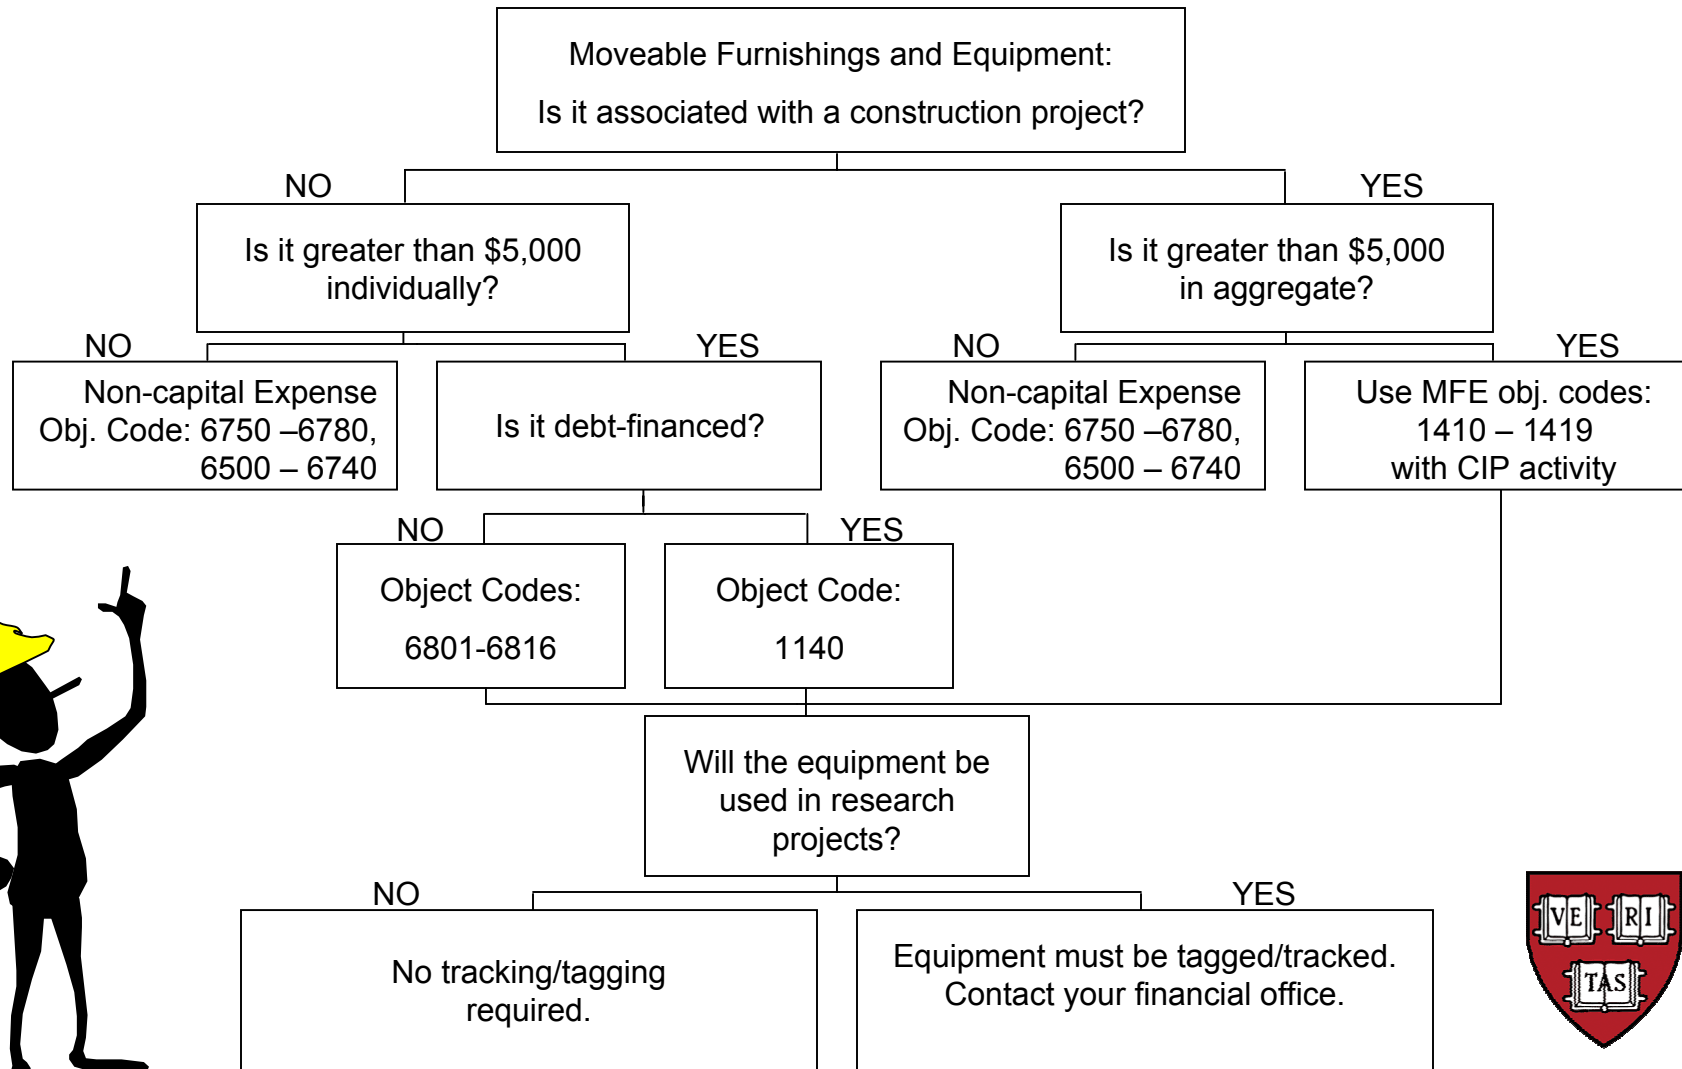 Moveable Furnishings and Equipment:
Is it associated with a construction project?
NO
YES
Is it greater than $5,000
individually?
Is it greater than $5,000
in aggregate?
NO
YES
NO
YES
Non-capital Expense
Obj. Code: 6750 –6780,
6500 – 6740
Is it debt-financed?
Non-capital Expense
Obj. Code: 6750 –6780,
6500 – 6740
Use MFE obj. codes:
1410 – 1419
with CIP activity
NO
YES
Object Codes:
6801-6816
Object Code:
1140
Will the equipment be
used in research
projects?
NO
YES
No tracking/tagging
required.
Equipment must be tagged/tracked.
Contact your financial office.
VE RI
TAS